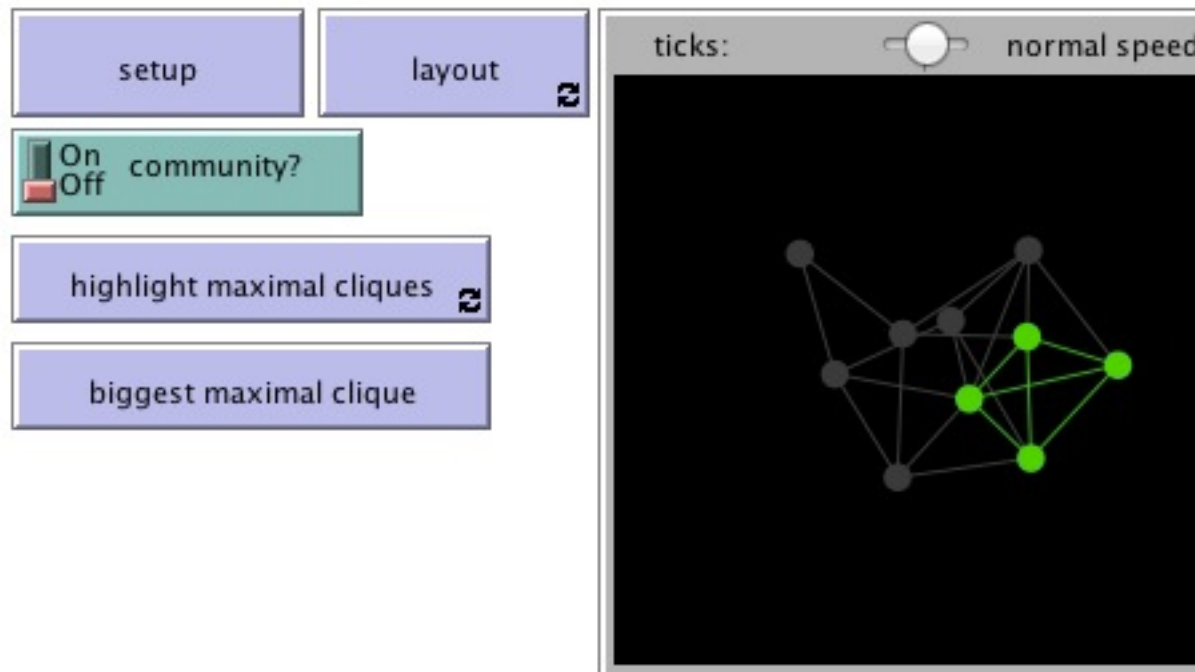 setup
layout
ticks:
normal speed
On
Off
community?
highlight maximal cliques
biggest maximal clique